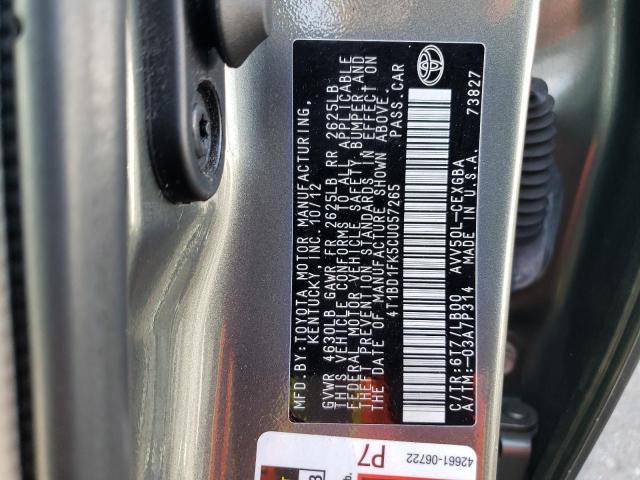 MFD.BY:TOYOTA MOTOR MANUFACTURING,
KENTUCKY, INC. 10/12
GVWR 4630LB GAWR FR 2625LB RR 2625LB
THIS VEHICLE CONFORMS TO ALL APPLICABLE
FEDERAL MOTOR VEHICLE SAFETY, BUMPER,AND
THEFT PREVENTION STANDARDS IN EFFECT ON
THE DATE OF MANUFACTURE SHOWN ABOVE.
4T1BD1FK5CU057265 PASS.CAR
C/TR:6T7/LB00 AVV50L-CEXGBA
A/TM:-03A/P314 MADE IN U.S.A. 73827
42661-06722
P7